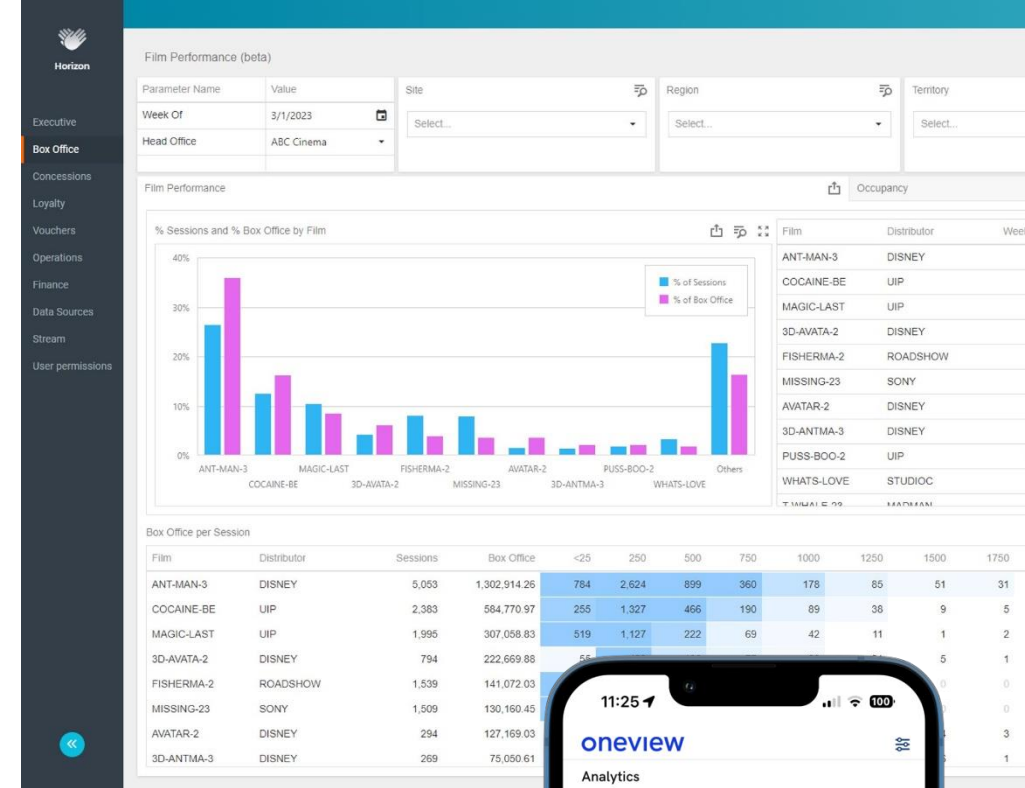 Horizon
Executive
Box Office
Concessions
Loyalty
Vouchers
Operations
Finance
Data Sources
Stream
User permissions
Film Performance (beta)
Parameter Name Value
Week Of 3/1/2023
Head Office ABC Cinema
Site
Select...
Region
Select...
Territory
Select...
Film Performance
Occupancy
% Sessions and % Box Office by Film
% of Sessions
% of Box Office
40%
30%
20%
10%
0%
ANT-MAN-3 MAGIC-LAST FISHERMA-2 AVATAR-2 PUSS-BOO-2 Others
COCAINE-BE 3D-AVATA-2 MISSING-23 3D-ANTMA-3 WHATS-LOVE
Film Distributor Week
ANT-MAN-3 DISNEY
COCAINE-BE UIP
MAGIC-LAST UIP
3D-AVATA-2 DISNEY
FISHERMA-2 ROADSHOW
MISSING-23 SONY
AVATAR-2 DISNEY
3D-ANTMA-3 DISNEY
PUSS-BOO-2 UIP
WHATS-LOVE STUDIOC
T-WHALE-23 MADMAN
Box Office per Session
Film Distributor Sessions Box Office <25 250 500 750 1000 1250 1500 1750
ANT-MAN-3 DISNEY 5,053 1,302,914.26 784 2,624 899 360 178 85 51 31
COCAINE-BE UIP 2,383 584,770.97 255 1,327 466 190 89 38 9 5
MAGIC-LAST UIP 1,995 307,058.83 519 1,127 222 69 42 11 1 2
3D-AVATA-2 DISNEY 794 222,669.88 55 5 1
FISHERMA-2 ROADSHOW 1,539 141,072.03 0 0
MISSING-23 SONY 1,509 130,160.45 0
AVATAR-2 DISNEY 294 127,169.03 3
3D-ANTMA-3 DISNEY 269 75,050.61 1
11:25
100
oneview
Analytics